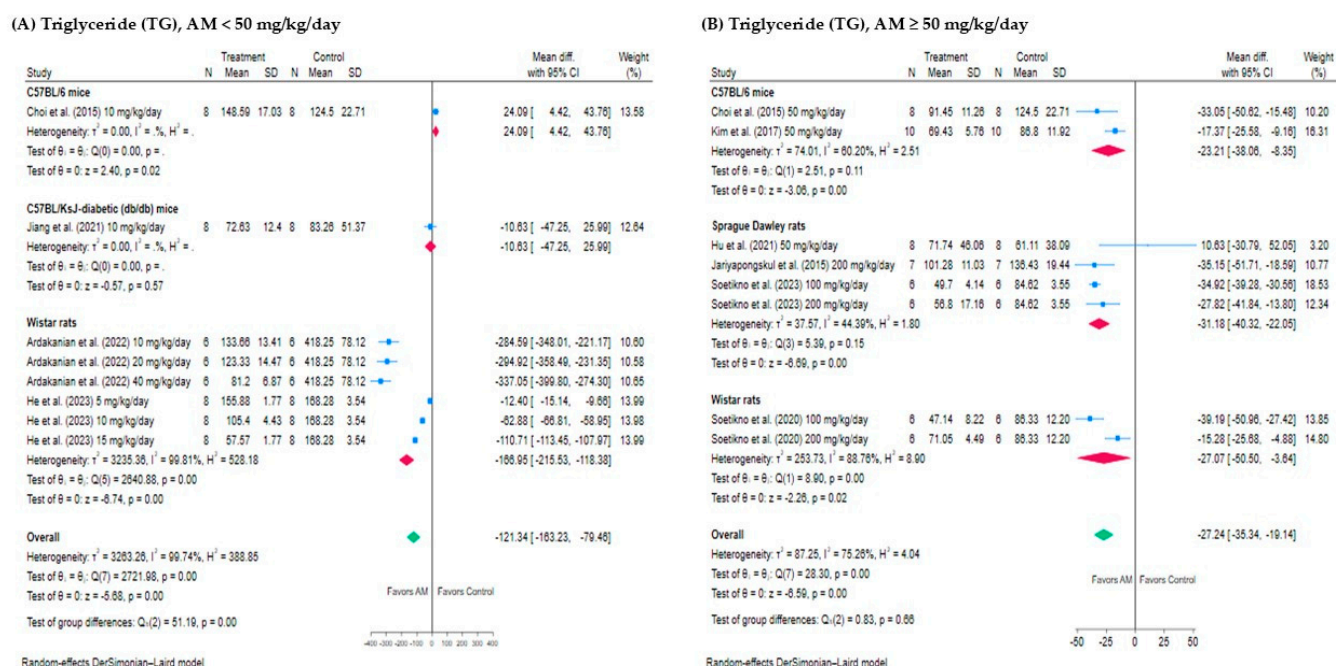 (A) Triglyceride (TG), AM < 50 mg/kg/day
Treatment Control Mean diff. Weight
Study N Mean SD N Mean SD with 95% CI (%)
C57BL/6 mice
Choi et al. (2015) 10 mg/kg/day 8 148.59 17.03 8 124.5 22.71 24.09 [ 4.42, 43.76] 13.58
Heterogeneity: τ² = 0.00, I² = .%, H² = . 24.09 [ 4.42, 43.76]
Test of θᵢ = θⱼ: Q(0) = 0.00, p = .
Test of θ = 0: z = 2.40, p = 0.02
C57BL/KsJ-diabetic (db/db) mice
Jiang et al. (2021) 10 mg/kg/day 8 72.63 12.4 8 83.26 51.37 -10.63 [ -47.25, 25.99] 12.64
Heterogeneity: τ² = 0.00, I² = .%, H² = . -10.63 [ -47.25, 25.99]
Test of θᵢ = θⱼ: Q(0) = 0.00, p = .
Test of θ = 0: z = -0.57, p = 0.57
Wistar rats
Ardakanian et al. (2022) 10 mg/kg/day 6 133.66 13.41 6 418.25 78.12 -284.59 [ -348.01, -221.17] 10.60
Ardakanian et al. (2022) 20 mg/kg/day 6 123.33 14.47 6 418.25 78.12 -294.92 [ -358.49, -231.35] 10.58
Ardakanian et al. (2022) 40 mg/kg/day 6 81.2 6.87 6 418.25 78.12 -337.05 [ -399.80, -274.30] 10.65
He et al. (2023) 5 mg/kg/day 8 155.88 1.77 8 168.28 3.54 -12.40 [ -15.14, -9.66] 13.99
He et al. (2023) 10 mg/kg/day 8 105.4 4.43 8 168.28 3.54 -62.88 [ -66.81, -58.95] 13.98
He et al. (2023) 15 mg/kg/day 8 57.57 1.77 8 168.28 3.54 -110.71 [ -113.45, -107.97] 13.99
Heterogeneity: τ² = 3235.36, I² = 99.81%, H² = 528.18 -166.95 [ -215.53, -118.38]
Test of θᵢ = θⱼ: Q(5) = 2640.88, p = 0.00
Test of θ = 0: z = -6.74, p = 0.00
Overall -121.34 [ -163.23, -79.46]
Heterogeneity: τ² = 3263.26, I² = 99.74%, H² = 388.85
Test of θᵢ = θⱼ: Q(7) = 2721.98, p = 0.00
Test of θ = 0: z = -5.68, p = 0.00
Favors AM Favors Control
Test of group differences: Q_b(2) = 51.19, p = 0.00
-400 -300 -200 -100 0 100 200 300 400
Random-effects DerSimonian–Laird model
(B) Triglyceride (TG), AM ≥ 50 mg/kg/day
Treatment Control Mean diff. Weight
Study N Mean SD N Mean SD with 95% CI (%)
C57BL/6 mice
Choi et al. (2015) 50 mg/kg/day 8 91.45 11.26 8 124.5 22.71 -33.05 [ -50.62, -15.48] 10.20
Kim et al. (2017) 50 mg/kg/day 10 69.43 5.76 10 86.8 11.92 -17.37 [ -25.58, -9.16] 16.31
Heterogeneity: τ² = 74.01, I² = 60.20%, H² = 2.51 -23.21 [ -38.06, -8.35]
Test of θᵢ = θⱼ: Q(1) = 2.51, p = 0.11
Test of θ = 0: z = -3.06, p = 0.00
Sprague Dawley rats
Hu et al. (2021) 50 mg/kg/day 8 71.74 46.06 8 61.11 38.09 10.63 [ -30.79, 52.05] 3.20
Jariyapongskul et al. (2015) 200 mg/kg/day 7 101.28 11.03 7 136.43 19.44 -35.15 [ -51.71, -18.59] 10.77
Soetikno et al. (2023) 100 mg/kg/day 6 49.7 4.14 6 84.62 3.55 -34.92 [ -39.28, -30.56] 18.53
Soetikno et al. (2023) 200 mg/kg/day 6 56.8 17.16 6 84.62 3.55 -27.82 [ -41.84, -13.80] 12.34
Heterogeneity: τ² = 37.57, I² = 44.39%, H² = 1.80 -31.18 [ -40.32, -22.05]
Test of θᵢ = θⱼ: Q(3) = 5.39, p = 0.15
Test of θ = 0: z = -6.69, p = 0.00
Wistar rats
Soetikno et al. (2020) 100 mg/kg/day 6 47.14 8.22 6 86.33 12.20 -39.19 [ -50.96, -27.42] 13.85
Soetikno et al. (2020) 200 mg/kg/day 6 71.05 4.49 6 86.33 12.20 -15.28 [ -25.68, -4.88] 14.80
Heterogeneity: τ² = 253.73, I² = 88.76%, H² = 8.90 -27.07 [ -50.50, -3.64]
Test of θᵢ = θⱼ: Q(1) = 8.90, p = 0.00
Test of θ = 0: z = -2.26, p = 0.02
Overall -27.24 [ -35.34, -19.14]
Heterogeneity: τ² = 87.25, I² = 75.26%, H² = 4.04
Test of θᵢ = θⱼ: Q(7) = 28.30, p = 0.00
Favors AM Favors Control
Test of θ = 0: z = -6.59, p = 0.00
Test of group differences: Q_b(2) = 0.83, p = 0.66
-50 -25 0 25 50
Random-effects DerSimonian–Laird model